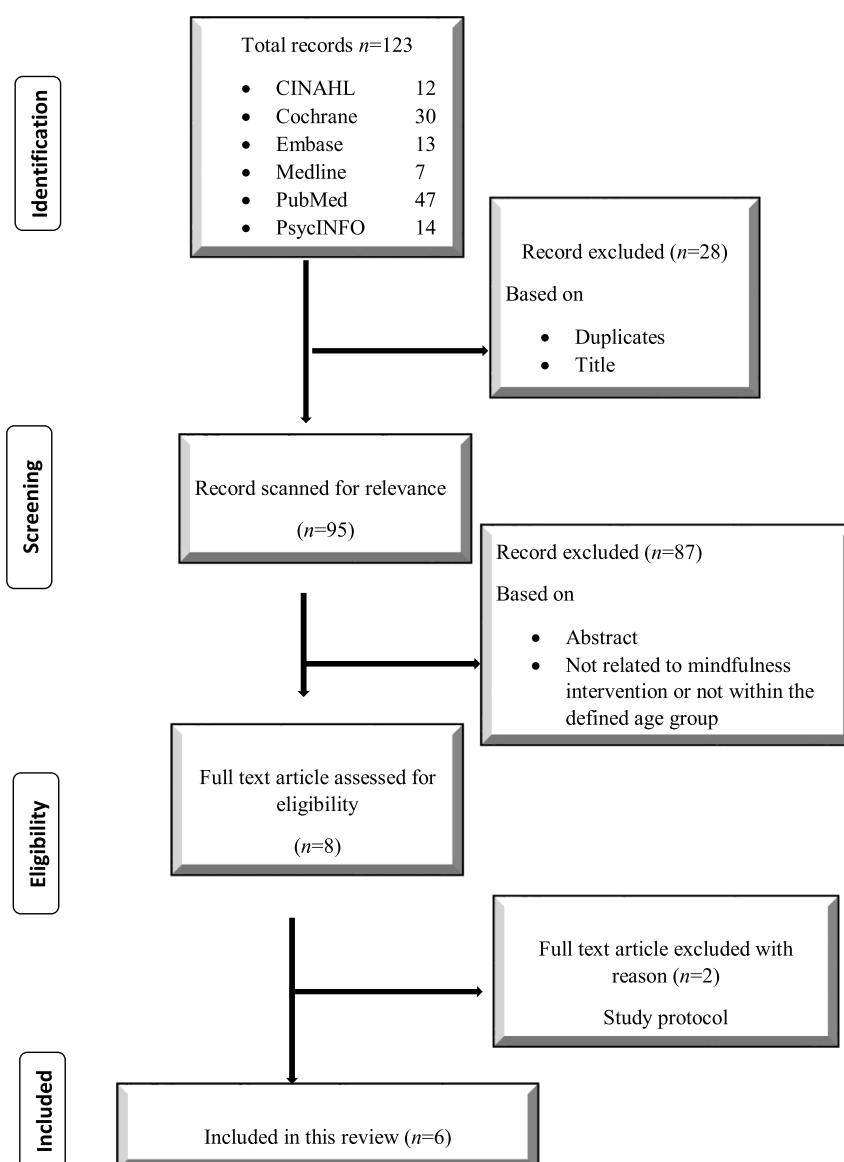 Identification
Total records n=123
• CINAHL 12
• Cochrane 30
• Embase 13
• Medline 7
• PubMed 47
• PsycINFO 14
Record excluded (n=28)
Based on
• Duplicates
• Title
Screening
Record scanned for relevance
(n=95)
Record excluded (n=87)
Based on
• Abstract
• Not related to mindfulness
intervention or not within the
defined age group
Eligibility
Full text article assessed for
eligibility
(n=8)
Full text article excluded with
reason (n=2)
Study protocol
Included
Included in this review (n=6)